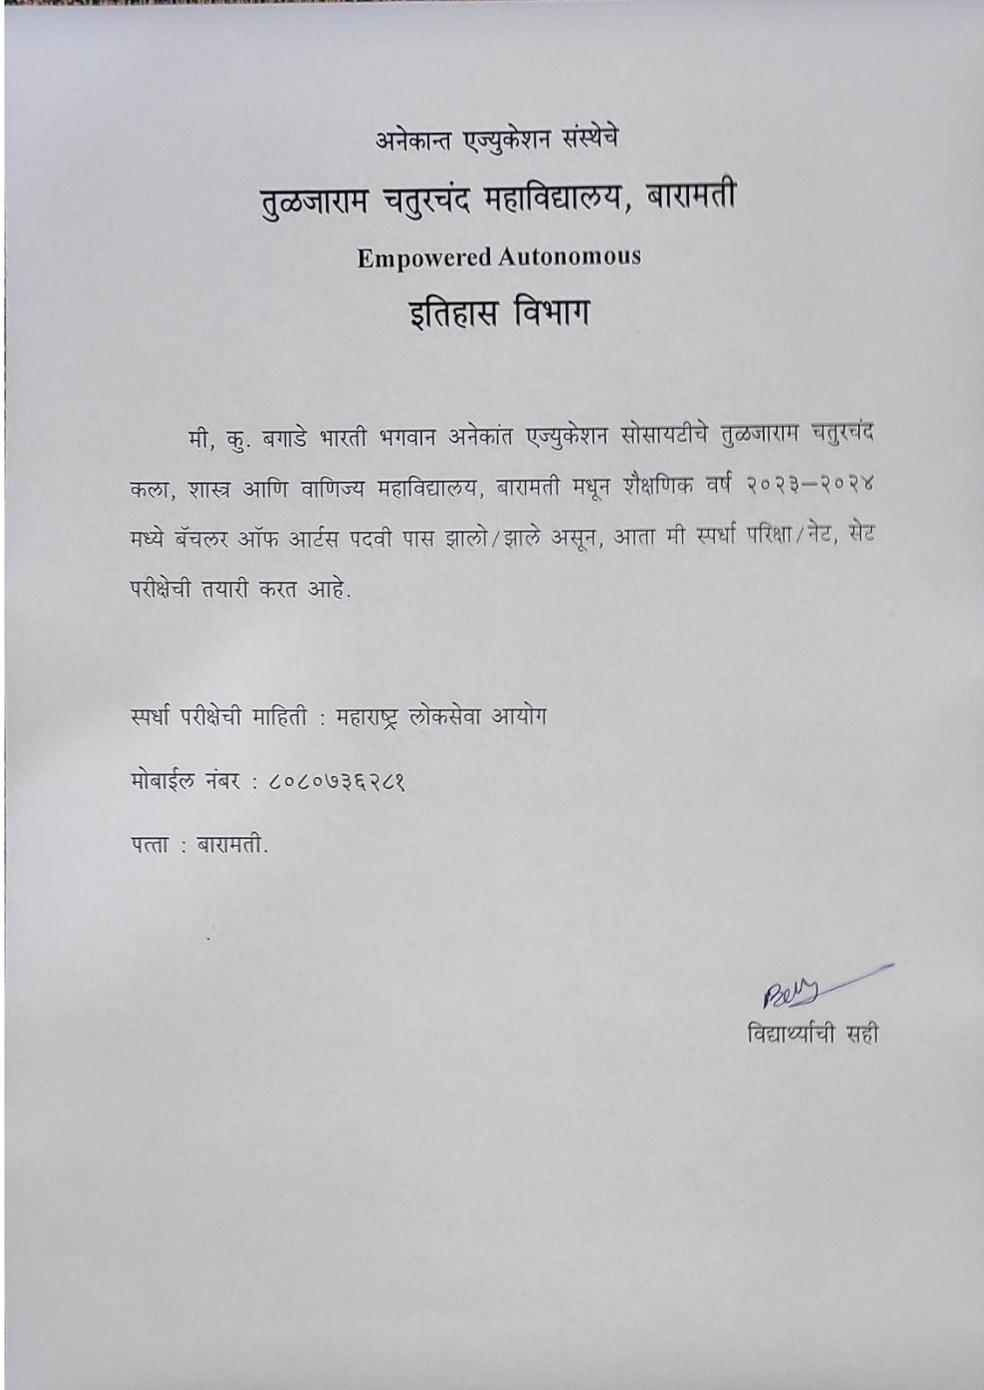 अनेकान्त एज्युकेशन संस्थेचे
तुळजाराम चतुरचंद महाविद्यालय, बारामती
Empowered Autonomous
इतिहास विभाग
मी, कु. बगाडे भारती भगवान अनेकांत एज्युकेशन सोसायटीचे तुळजाराम चतुरचंद
कला, शास्त्र आणि वाणिज्य महाविद्यालय, बारामती मधून शैक्षणिक वर्ष २०२३–२०२४
मध्ये बॅचलर ऑफ आर्टस पदवी पास झालो/झाले असून, आता मी स्पर्धा परिक्षा/नेट, सेट
परीक्षेची तयारी करत आहे.
स्पर्धा परीक्षेची माहिती : महाराष्ट्र लोकसेवा आयोग
मोबाईल नंबर : ८०८०७३६२८१
पत्ता : बारामती.
विद्यार्थ्याची सही